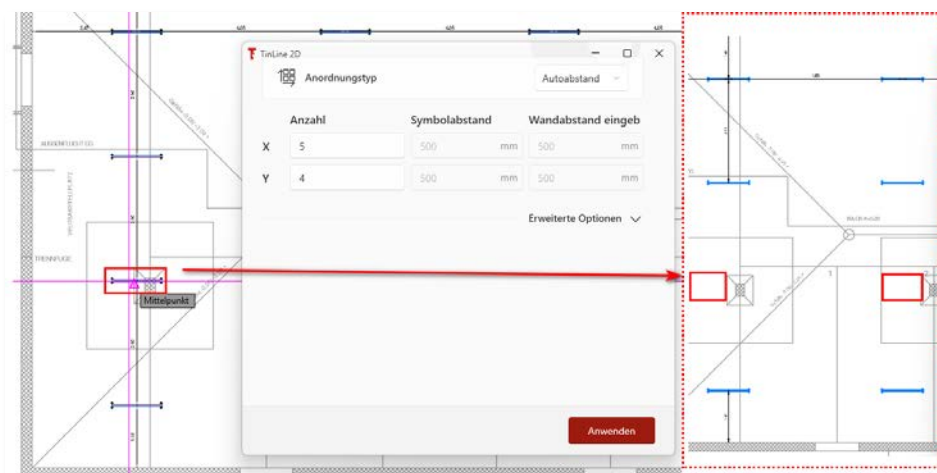 TinLine 2D
Anordnungstyp
Autoabstand
Anzahl
Symbolabstand
Wandabstand eingeb
X
5
500
mm
500
mm
Y
4
500
mm
500
mm
Erweiterte Optionen
TRENNFUGE
Mittelpunkt
1
Anwenden